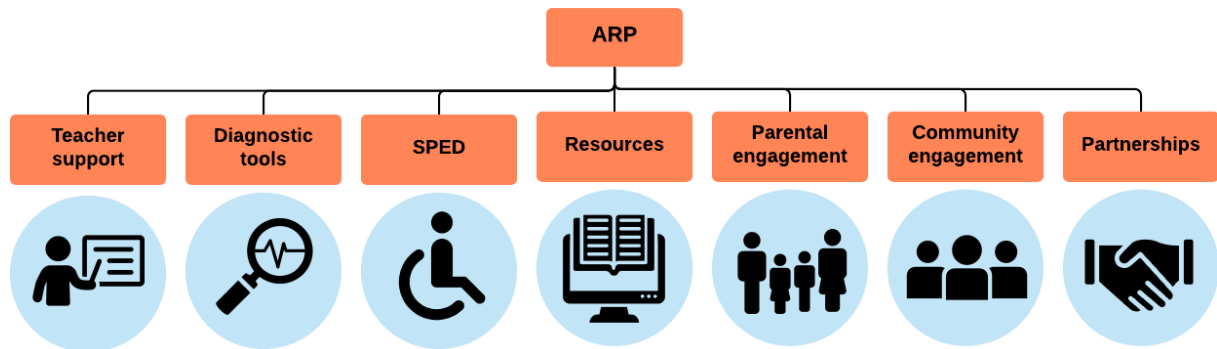 ARP
Teacher
support
Diagnostic
tools
SPED
Resources
Parental
engagement
Community
engagement
Partnerships